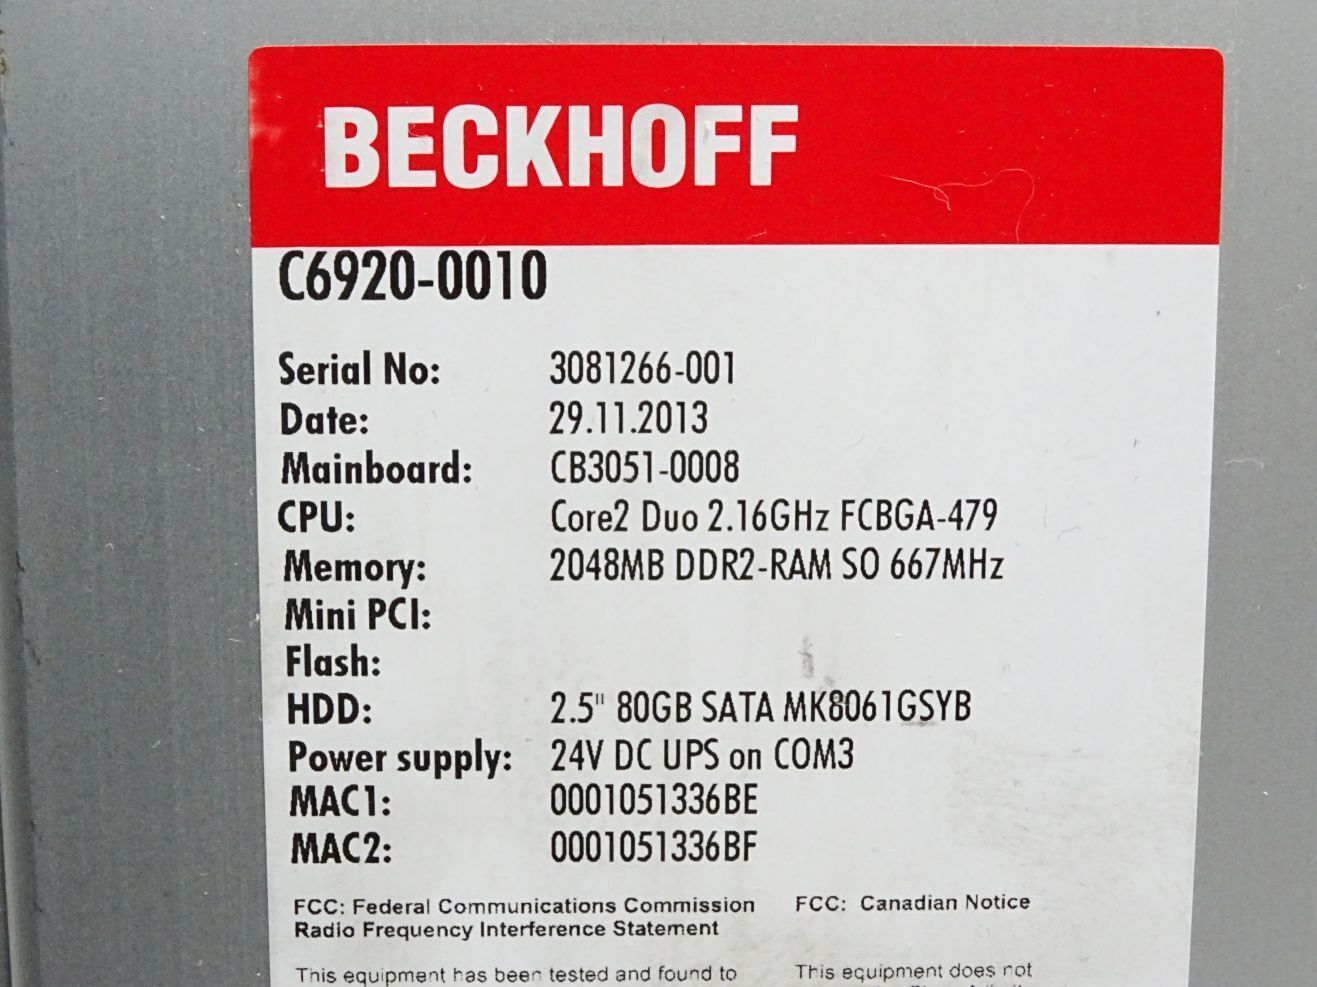 BECKHOFF
C6920-0010
Serial No: 3081266-001
Date: 29.11.2013
Mainboard: CB3051-0008
CPU: Core2 Duo 2.16GHz FCBGA-479
Memory: 2048MB DDR2-RAM SO 667MHz
Mini PCI:
Flash:
HDD: 2.5" 80GB SATA MK8061GSYB
Power supply: 24V DC UPS on COM3
MAC1: 0001051336BE
MAC2: 0001051336BF
FCC: Federal Communications Commission
Radio Frequency Interference Statement
This equipment has been tested and found to
FCC: Canadian Notice
This equipment does not